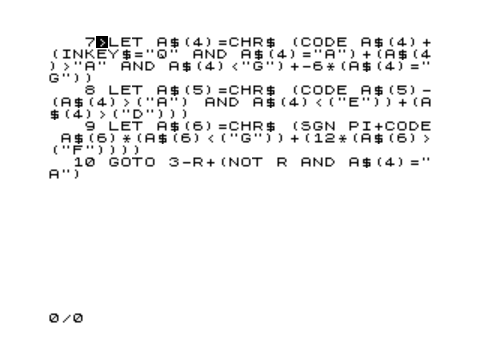 7>LET A$(4)=CHR$ (CODE A$(4)+
(INKEY$="Q" AND A$(4)="A")+(A$(4
)>"A" AND A$(4)<"G")+-6*(A$(4)="
G"))
8 LET A$(5)=CHR$ (CODE A$(5)-
(A$(4)>("A") AND A$(4)<("E"))+(A
$(4)>("D")))
9 LET A$(6)=CHR$ (SGN PI+CODE
A$(6)*(A$(6)<("G"))+(12*(A$(6)>
("F"))))
10 GOTO 3-R+(NOT R AND A$(4)="
A")
0/0